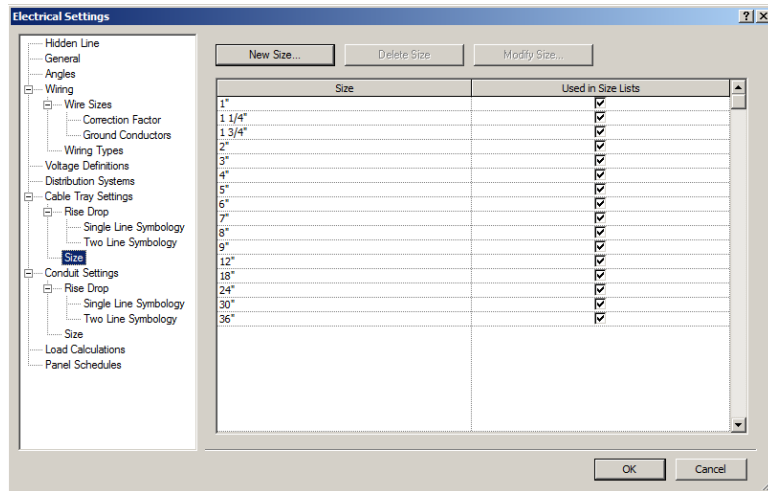 Electrical Settings
Hidden Line
General
Angles
Wiring
Wire Sizes
Correction Factor
Ground Conductors
Wiring Types
Voltage Definitions
Distribution Systems
Cable Tray Settings
Rise Drop
Single Line Symbology
Two Line Symbology
Size
Conduit Settings
Rise Drop
Single Line Symbology
Two Line Symbology
Size
Load Calculations
Panel Schedules
New Size... Delete Size Modify Size...
Size Used in Size Lists
1"
1 1/4"
1 3/4"
2"
3"
4"
5"
6"
7"
8"
9"
12"
18"
24"
30"
36"
OK Cancel